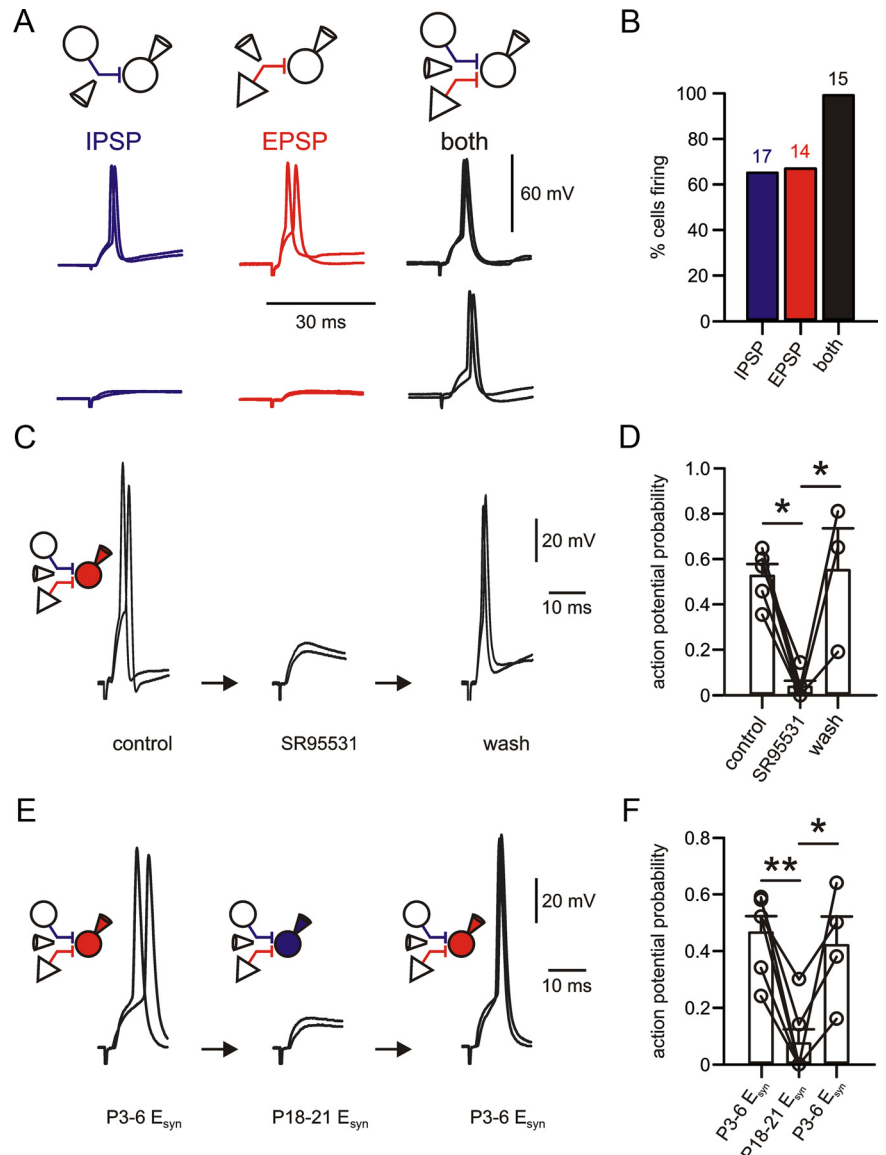 A
IPSP
EPSP
both
60 mV
30 ms
B
% cells firing
100
80
60
40
20
0
17
14
15
IPSP
EPSP
both
C
20 mV
10 ms
control
SR95531
wash
D
action potential probability
1.0
0.8
0.6
0.4
0.2
0
*
*
control
SR95531
wash
E
20 mV
10 ms
P3-6 Esyn
P18-21 Esyn
P3-6 Esyn
F
action potential probability
0.8
0.6
0.4
0.2
0
**
*
P3-6 Esyn
P18-21 Esyn
P3-6 Esyn